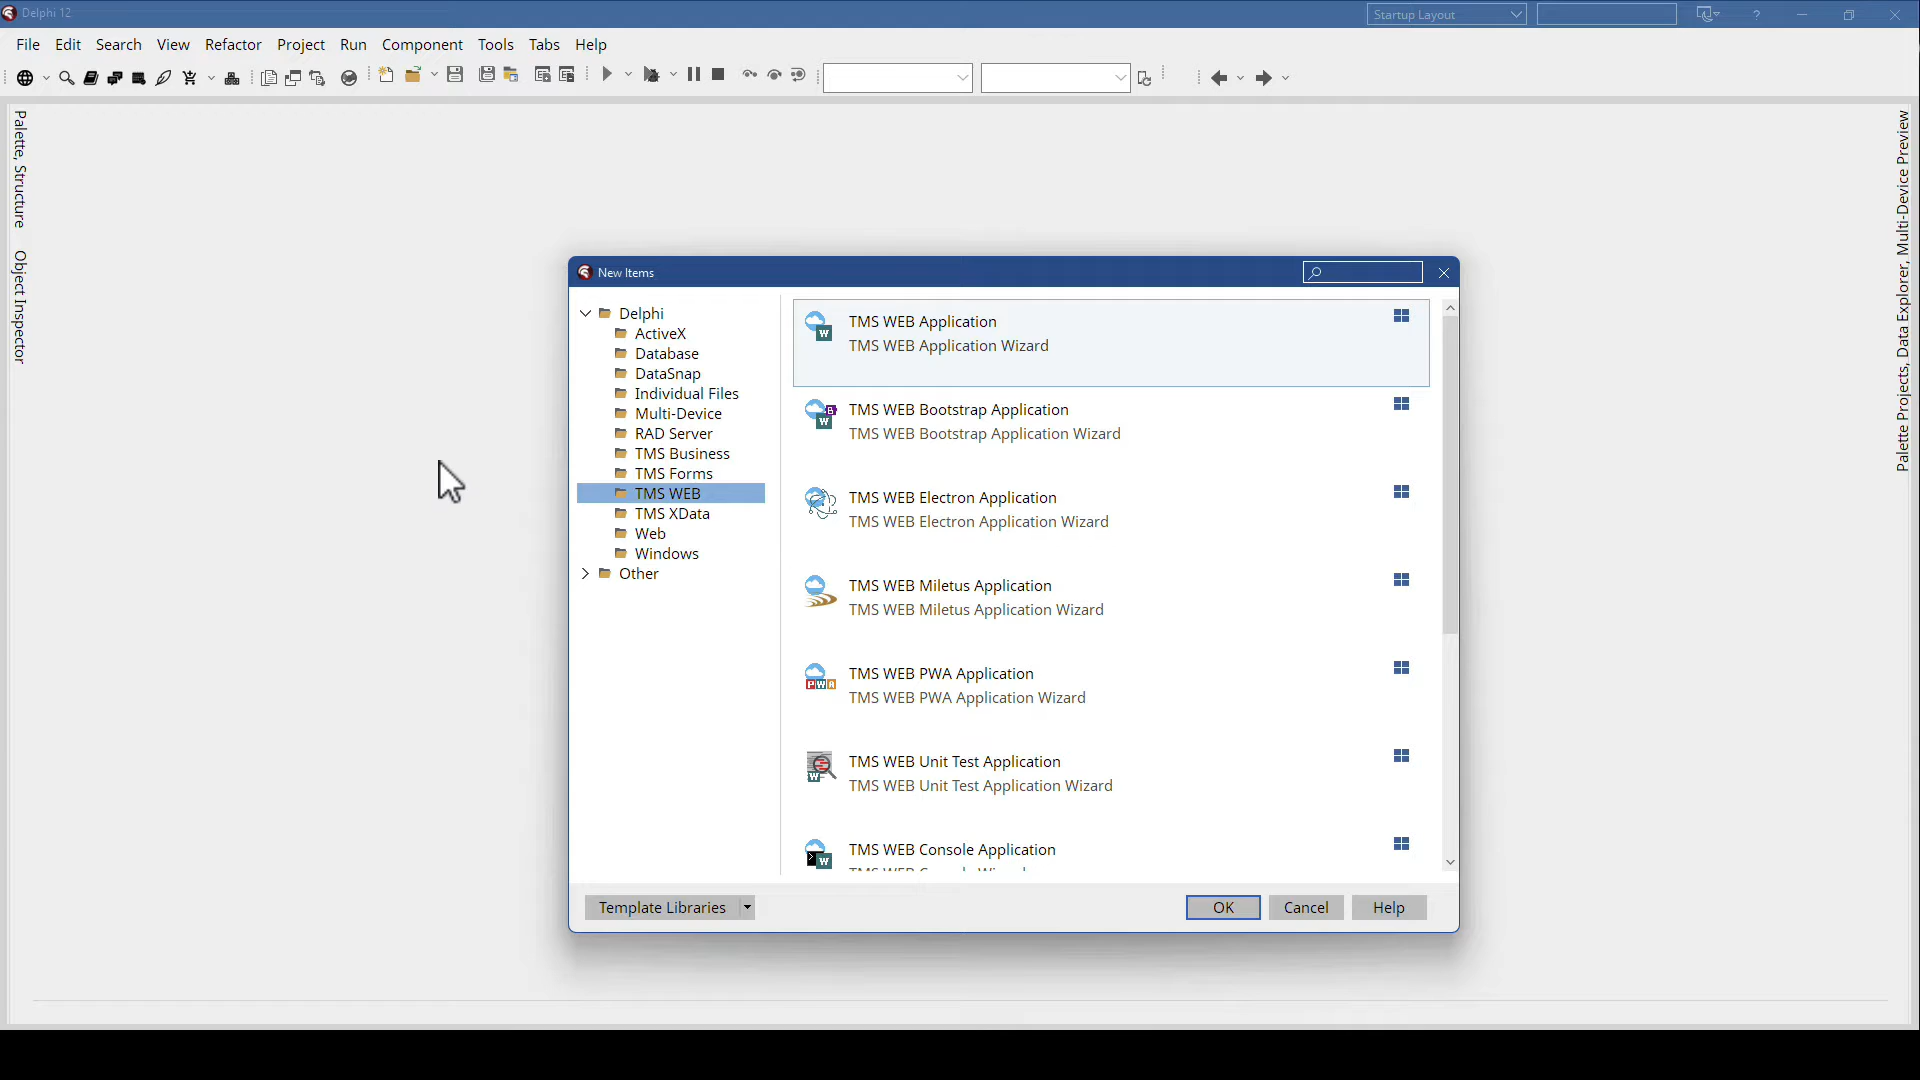 Delphi 12
Startup Layout
?
File Edit Search View Refactor Project Run Component Tools Tabs Help
Palette, Structure
Object Inspector
Palette Projects, Data Explorer, Multi-Device Preview
New Items
Delphi
ActiveX
Database
DataSnap
Individual Files
Multi-Device
RAD Server
TMS Business
TMS Forms
TMS WEB
TMS XData
Web
Windows
Other
TMS WEB Application
TMS WEB Application Wizard
TMS WEB Bootstrap Application
TMS WEB Bootstrap Application Wizard
TMS WEB Electron Application
TMS WEB Electron Application Wizard
TMS WEB Miletus Application
TMS WEB Miletus Application Wizard
TMS WEB PWA Application
TMS WEB PWA Application Wizard
TMS WEB Unit Test Application
TMS WEB Unit Test Application Wizard
TMS WEB Console Application
Template Libraries
OK Cancel Help